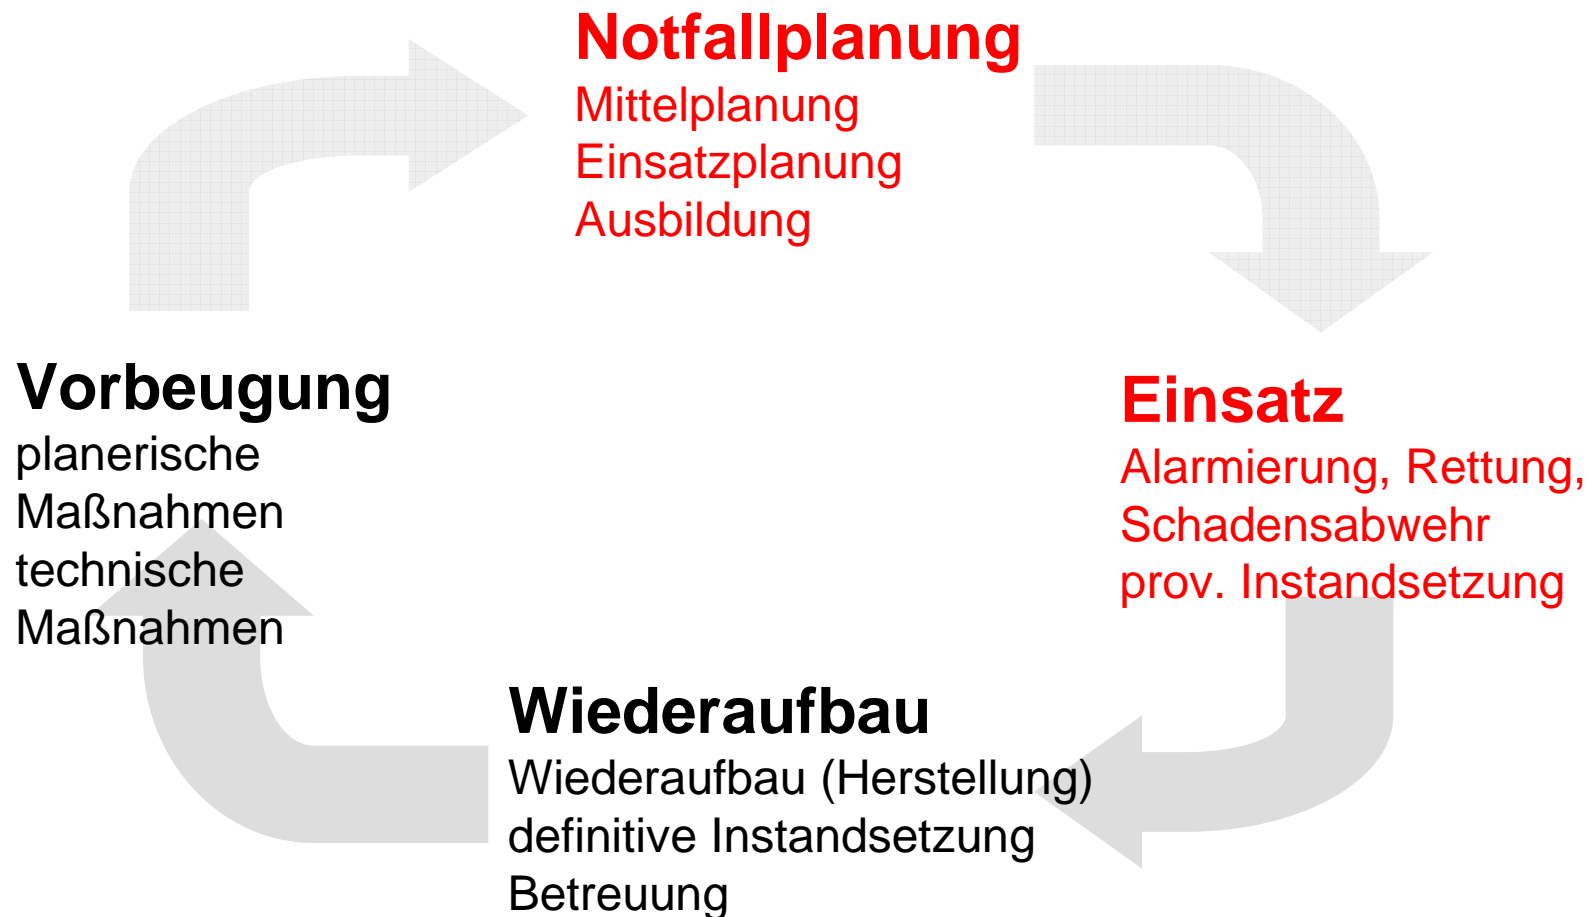 Notfallplanung
Mittelplanung
Einsatzplanung
Ausbildung
Vorbeugung
planerische
Maßnahmen
technische
Maßnahmen
Einsatz
Alarmierung, Rettung,
Schadensabwehr
prov. Instandsetzung
Wiederaufbau
Wiederaufbau (Herstellung)
definitive Instandsetzung
Betreuung